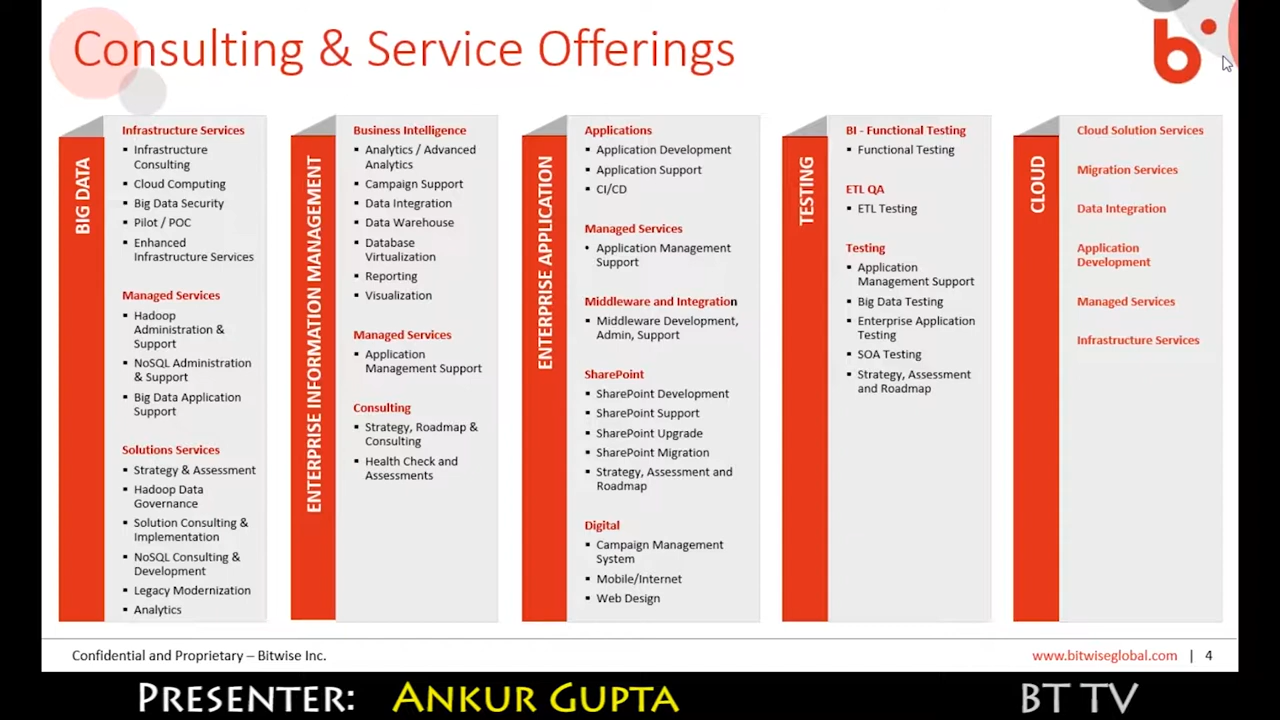 Consulting & Service Offerings
b
BIG DATA
Infrastructure Services
▪ Infrastructure
Consulting
▪ Cloud Computing
▪ Big Data Security
▪ Pilot / POC
▪ Enhanced
Infrastructure Services
Managed Services
▪ Hadoop
Administration &
Support
▪ NoSQL Administration
& Support
▪ Big Data Application
Support
Solutions Services
▪ Strategy & Assessment
▪ Hadoop Data
Governance
▪ Solution Consulting &
Implementation
▪ NoSQL Consulting &
Development
▪ Legacy Modernization
▪ Analytics
ENTERPRISE INFORMATION MANAGEMENT
Business Intelligence
▪ Analytics / Advanced
Analytics
▪ Campaign Support
▪ Data Integration
▪ Data Warehouse
▪ Database
Virtualization
▪ Reporting
▪ Visualization
Managed Services
▪ Application
Management Support
Consulting
▪ Strategy, Roadmap &
Consulting
▪ Health Check and
Assessments
ENTERPRISE APPLICATION
Applications
▪ Application Development
▪ Application Support
▪ CI/CD
Managed Services
• Application Management
Support
Middleware and Integration
▪ Middleware Development,
Admin, Support
SharePoint
▪ SharePoint Development
▪ SharePoint Support
▪ SharePoint Upgrade
▪ SharePoint Migration
▪ Strategy, Assessment and
Roadmap
Digital
▪ Campaign Management
System
▪ Mobile/Internet
▪ Web Design
TESTING
BI - Functional Testing
▪ Functional Testing
ETL QA
▪ ETL Testing
Testing
▪ Application
Management Support
▪ Big Data Testing
▪ Enterprise Application
Testing
▪ SOA Testing
▪ Strategy, Assessment
and Roadmap
CLOUD
Cloud Solution Services
Migration Services
Data Integration
Application
Development
Managed Services
Infrastructure Services
Confidential and Proprietary – Bitwise Inc.
www.bitwiseglobal.com | 4
PRESENTER: ANKUR GUPTA
BT TV